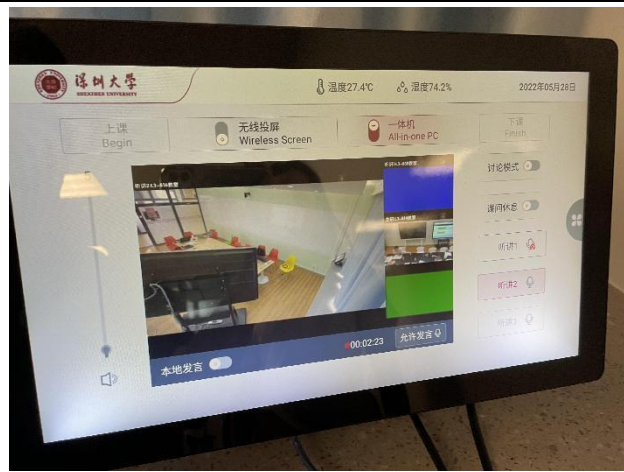 深圳大学
SHENZHEN UNIVERSITY
温度27.4℃
湿度74.2%
2022年05月28日
上课
Begin
无线投屏
Wireless Screen
一体机
All-in-one PC
下课
Finish
讨论模式
课间休息
听讲1
听讲2
听讲3
00:02:23
允许发言
本地发言